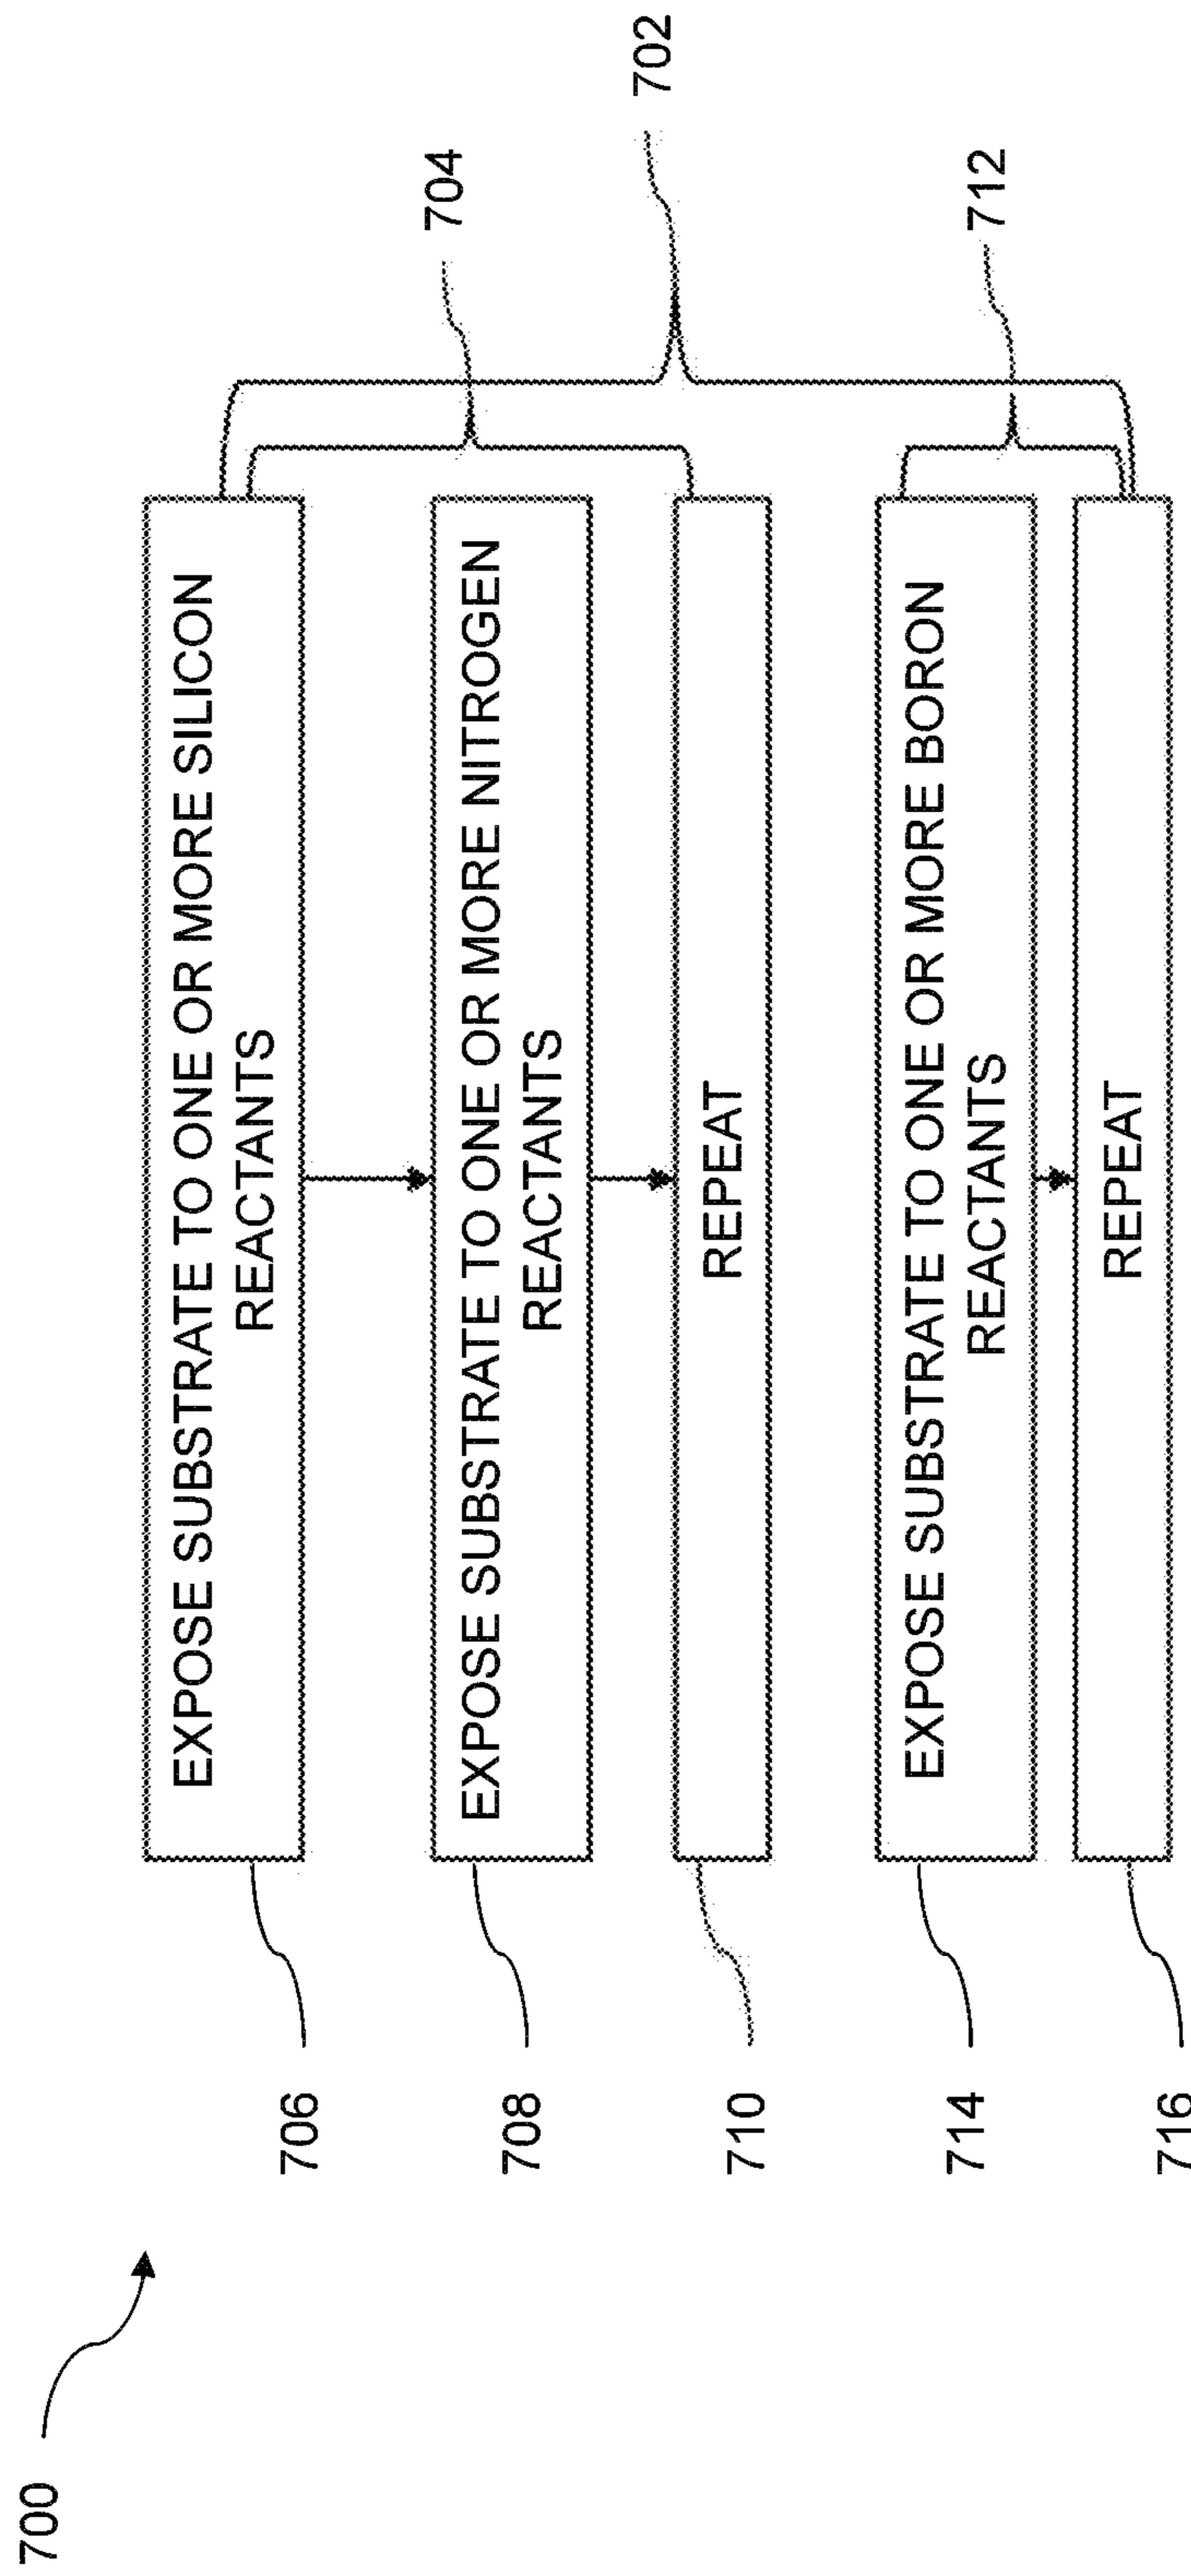 700
706
EXPOSE SUBSTRATE TO ONE OR MORE SILICON
REACTANTS
708
EXPOSE SUBSTRATE TO ONE OR MORE NITROGEN
REACTANTS
704
702
710
REPEAT
714
EXPOSE SUBSTRATE TO ONE OR MORE BORON
REACTANTS
712
716
REPEAT